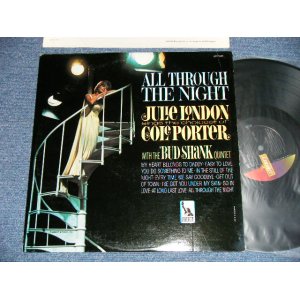 ALL THROUGH
THE NIGHT
JULIE LONDON
sings the choicest of
COLE PORTER
WITH THE BUD SHANK QUINTET
MY HEART BELONGS TO DADDY · EASY TO LOVE
YOU DO SOMETHING TO ME · IN THE STILL OF THE
NIGHT · EVERY TIME WE SAY GOODBYE · GET OUT
OF TOWN · I'VE GOT YOU UNDER MY SKIN · SO IN
LOVE · AT LONG LAST LOVE · ALL THROUGH THE NIGHT
LIBERTY